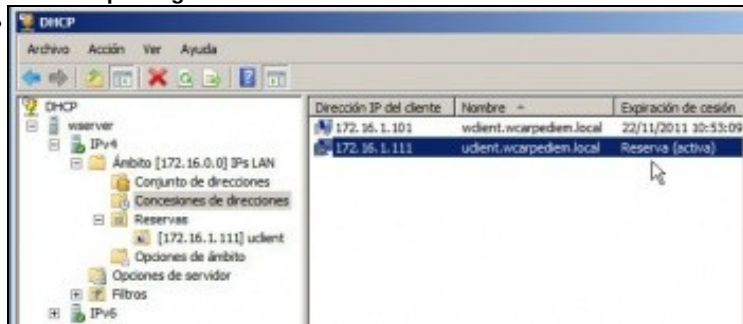 DHCP
Archivo Acción Ver Ayuda
DHCP
wserver
IPv4
Ámbito [172.16.0.0] IPs LAN
Conjunto de direcciones
Concesiones de direcciones
Reservas
[172.16.1.111] uclient
Opciones de ámbito
Opciones de servidor
Filtros
IPv6
Dirección IP del cliente Nombre Expiración de cesión
172.16.1.101 wclient.wcarpediem.local 22/11/2011 10:53:09
172.16.1.111 uclient.wcarpediem.local Reserva (activa)